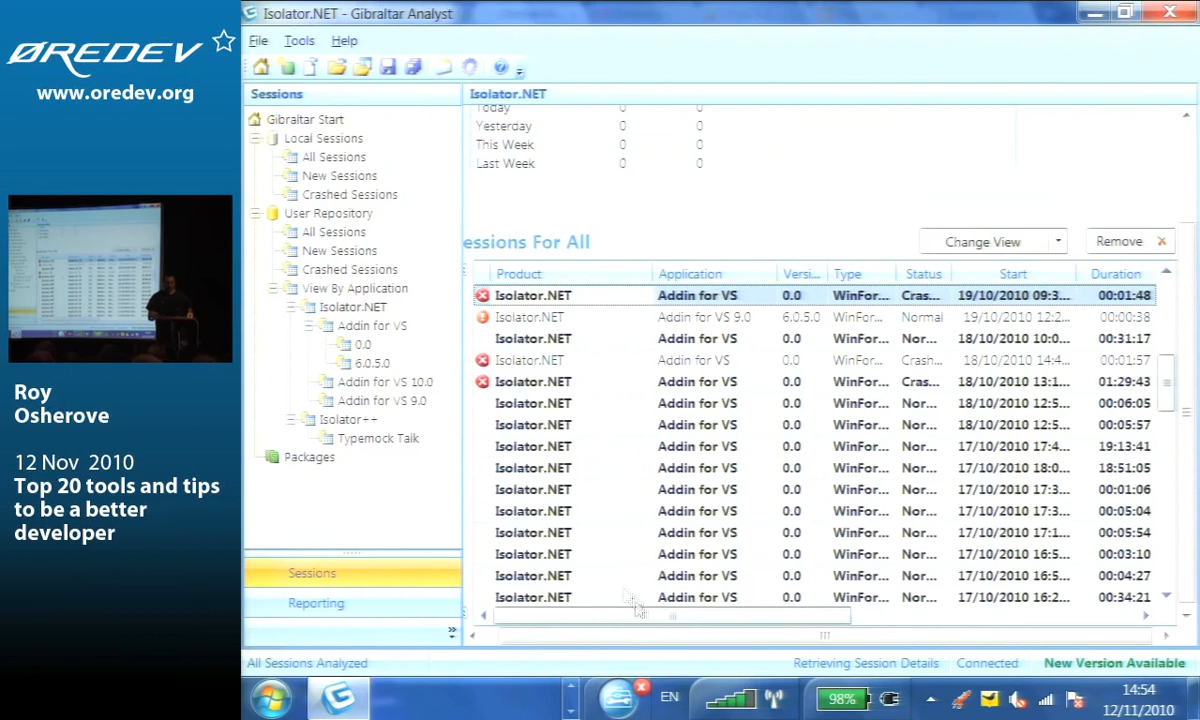 ØREDEV
www.oredev.org
Roy
Osherove
12 Nov 2010
Top 20 tools and tips
to be a better
developer
Isolator.NET - Gibraltar Analyst
File Tools Help
Sessions
Gibraltar Start
Local Sessions
All Sessions
New Sessions
Crashed Sessions
User Repository
All Sessions
New Sessions
Crashed Sessions
View By Application
Isolator.NET
Addin for VS
0.0
6.0.5.0
Addin for VS 10.0
Addin for VS 9.0
Isolator++
Typemock Talk
Packages
Sessions
Reporting
Isolator.NET
Today 0 0
Yesterday 0 0
This Week 0 0
Last Week 0 0
essions For All
Change View
Remove
Product Application Versi... Type Status Start Duration
Isolator.NET Addin for VS 0.0 WinFor... Cras... 19/10/2010 09:3... 00:01:48
Isolator.NET Addin for VS 9.0 6.0.5.0 WinFor... Normal 19/10/2010 12:2... 00:00:38
Isolator.NET Addin for VS 0.0 WinFor... Nor... 18/10/2010 10:0... 00:31:17
Isolator.NET Addin for VS 0.0 WinFor... Crash... 18/10/2010 14:4... 00:01:57
Isolator.NET Addin for VS 0.0 WinFor... Cras... 18/10/2010 13:1... 01:29:43
Isolator.NET Addin for VS 0.0 WinFor... Nor... 18/10/2010 12:5... 00:06:05
Isolator.NET Addin for VS 0.0 WinFor... Nor... 18/10/2010 12:5... 00:05:57
Isolator.NET Addin for VS 0.0 WinFor... Nor... 17/10/2010 17:4... 19:13:41
Isolator.NET Addin for VS 0.0 WinFor... Nor... 17/10/2010 18:0... 18:51:05
Isolator.NET Addin for VS 0.0 WinFor... Nor... 17/10/2010 17:3... 00:01:06
Isolator.NET Addin for VS 0.0 WinFor... Nor... 17/10/2010 17:3... 00:05:04
Isolator.NET Addin for VS 0.0 WinFor... Nor... 17/10/2010 17:1... 00:05:54
Isolator.NET Addin for VS 0.0 WinFor... Nor... 17/10/2010 16:5... 00:03:10
Isolator.NET Addin for VS 0.0 WinFor... Nor... 17/10/2010 16:5... 00:04:27
Isolator.NET Addin for VS 0.0 WinFor... Nor... 17/10/2010 16:2... 00:34:21
All Sessions Analyzed
Retrieving Session Details Connected New Version Available
EN
98%
14:54
12/11/2010